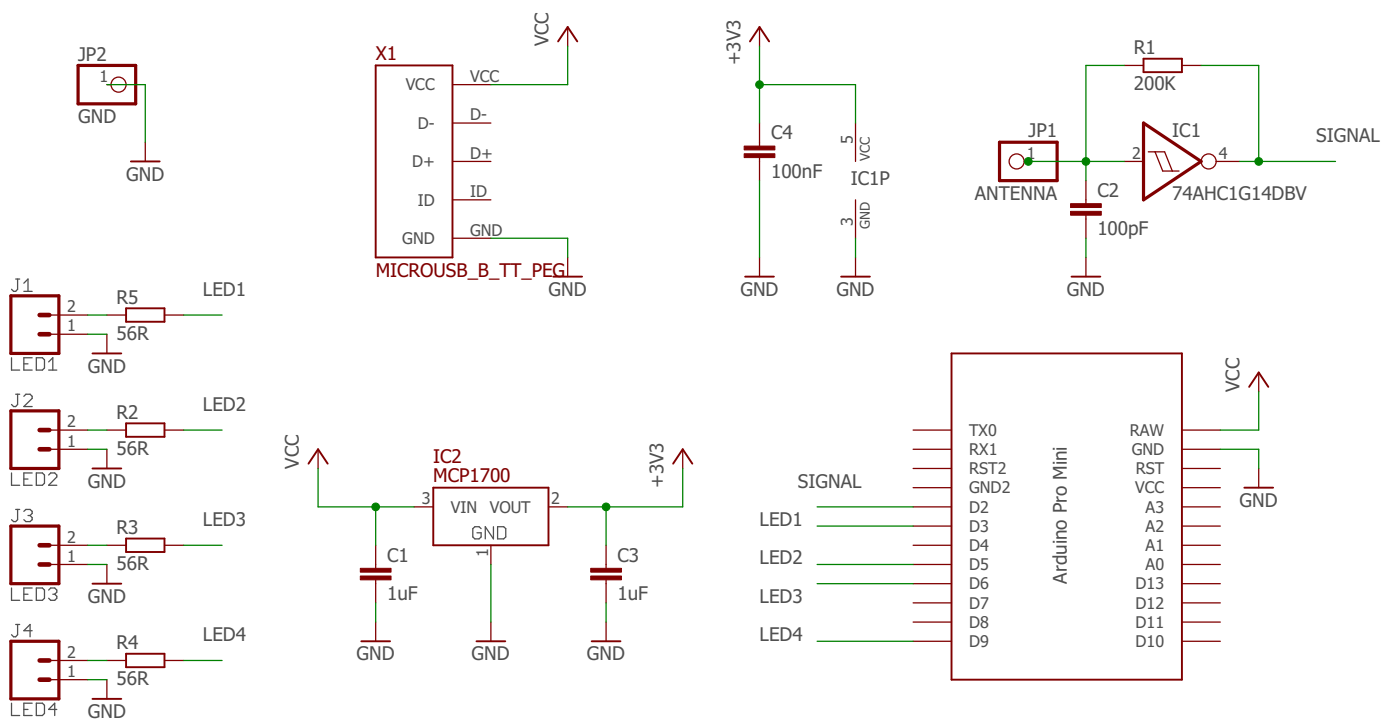 JP2
1
GND
GND
X1
VCC
VCC
VCC
D-
D-
D+
D+
ID
ID
GND
GND
MICROUSB_B_TT_PEG
GND
+3V3
C4
100nF
GND
5
VCC
IC1P
3
GND
GND
R1
200K
JP1
1
ANTENNA
C2
100pF
GND
2
IC1
4
74AHC1G14DBV
SIGNAL
J1
2
1
LED1
R5
56R
LED1
GND
J2
2
1
LED2
R2
56R
LED2
GND
J3
2
1
LED3
R3
56R
LED3
GND
J4
2
1
LED4
R4
56R
LED4
GND
VCC
IC2
MCP1700
3
VIN VOUT
2
GND
1
+3V3
C1
1uF
GND
GND
C3
1uF
GND
SIGNAL
LED1
LED2
LED3
LED4
TX0
RX1
RST2
GND2
D2
D3
D4
D5
D6
D7
D8
D9
Arduino Pro Mini
RAW
GND
RST
VCC
A3
A2
A1
A0
D13
D12
D11
D10
VCC
GND